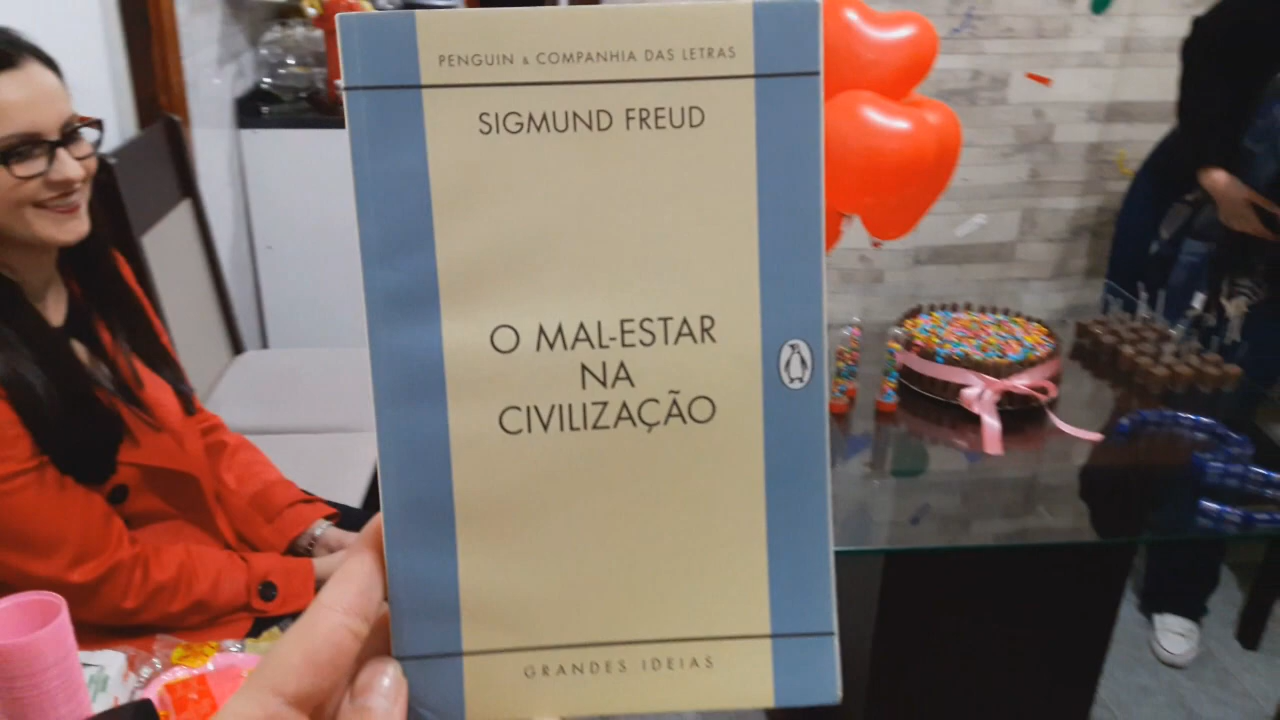 PENGUIN & COMPANHIA DAS LETRAS
SIGMUND FREUD
O MAL-ESTAR
NA
CIVILIZAÇÃO
GRANDES IDEIAS